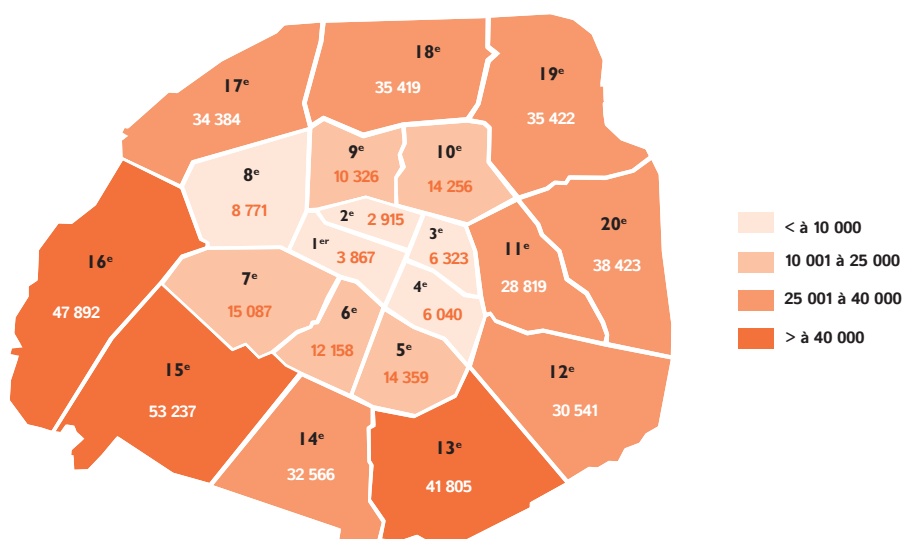 18ᵉ
35 419
19ᵉ
35 422
17ᵉ
34 384
9ᵉ
10 326
10ᵉ
14 256
8ᵉ
8 771
2ᵉ 2 915
1ᵉʳ
3 867
3ᵉ
6 323
11ᵉ
28 819
20ᵉ
38 423
16ᵉ
47 892
7ᵉ
15 087
4ᵉ
6 040
6ᵉ
12 158
5ᵉ
14 359
15ᵉ
53 237
12ᵉ
30 541
14ᵉ
32 566
13ᵉ
41 805
< à 10 000
10 001 à 25 000
25 001 à 40 000
> à 40 000